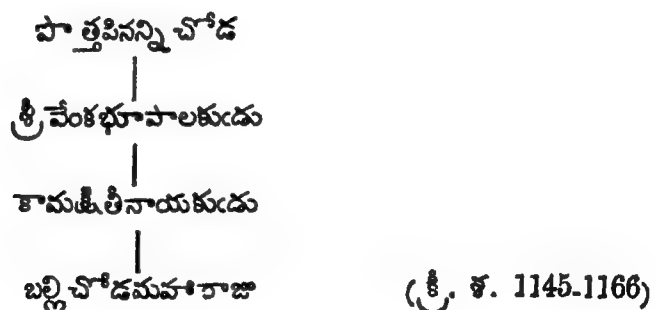 పొత్తపినన్ని చోడ
శ్రీ వేంకభూపాలకుఁడు
కామక్షితీనాయకుఁడు
బల్లి చోడమహారాజు (క్రీ. శ. 1145-1166)